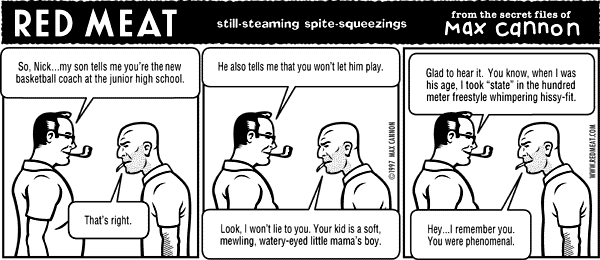 RED MEAT
still-steaming spite-squeezings
from the secret files of
Max cannon
So, Nick...my son tells me you're the new
basketball coach at the junior high school.
That's right.
He also tells me that you won't let him play.
Look, I won't lie to you. Your kid is a soft,
mewling, watery-eyed little mama's boy.
©1997 MAX CANNON
Glad to hear it. You know, when I was
his age, I took "state" in the hundred
meter freestyle whimpering hissy-fit.
Hey...I remember you.
You were phenomenal.
WWW.REDMEAT.COM